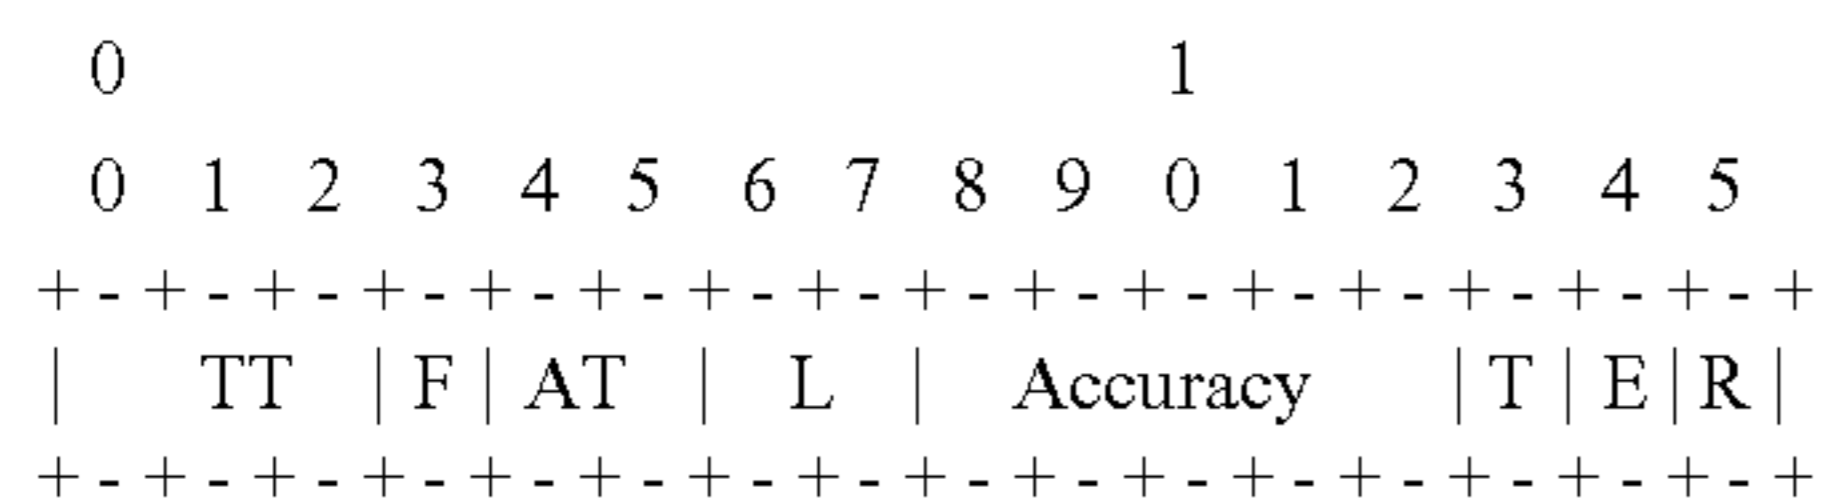 0 1
0 1 2 3 4 5 6 7 8 9 0 1 2 3 4 5
+ - + - + - + - + - + - + - + - + - + - + - + - + - + - + - + - +
| TT | F | AT | L | Accuracy | T | E | R |
+ - + - + - + - + - + - + - + - + - + - + - + - + - + - + - + - +